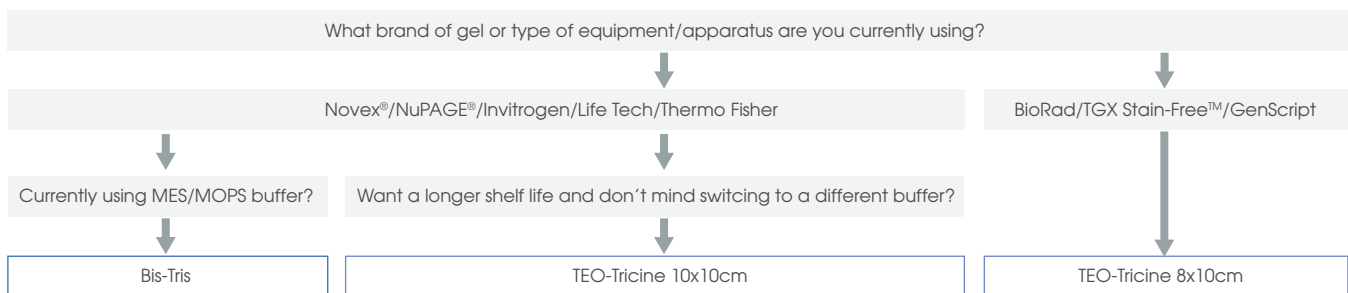 What brand of gel or type of equipment/apparatus are you currently using?
Novex®/NuPAGE®/Invitrogen/Life Tech/Thermo Fisher
BioRad/TGX Stain-Free™/GenScript
Currently using MES/MOPS buffer?
Want a longer shelf life and don't mind switcing to a different buffer?
Bis-Tris
TEO-Tricine 10x10cm
TEO-Tricine 8x10cm